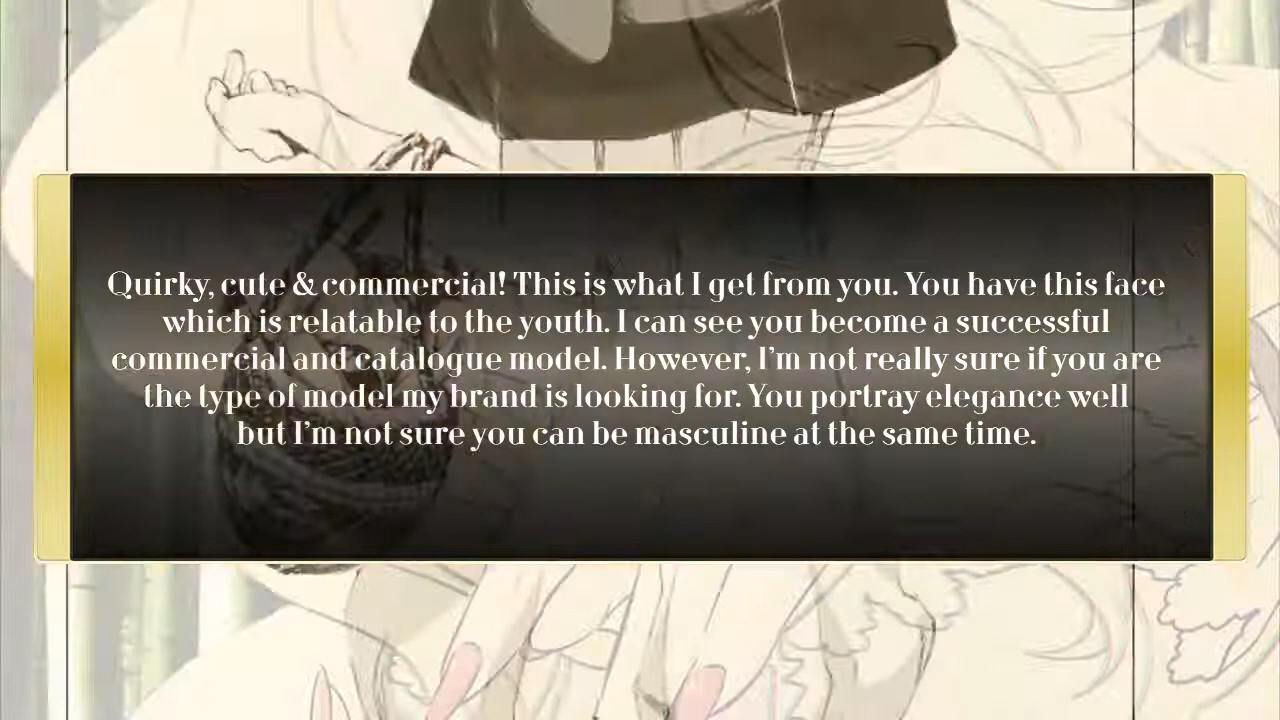 Quirky, cute & commercial! This is what I get from you. You have this face
which is relatable to the youth. I can see you become a successful
commercial and catalogue model. However, I'm not really sure if you are
the type of model my brand is looking for. You portray elegance well
but I'm not sure you can be masculine at the same time.